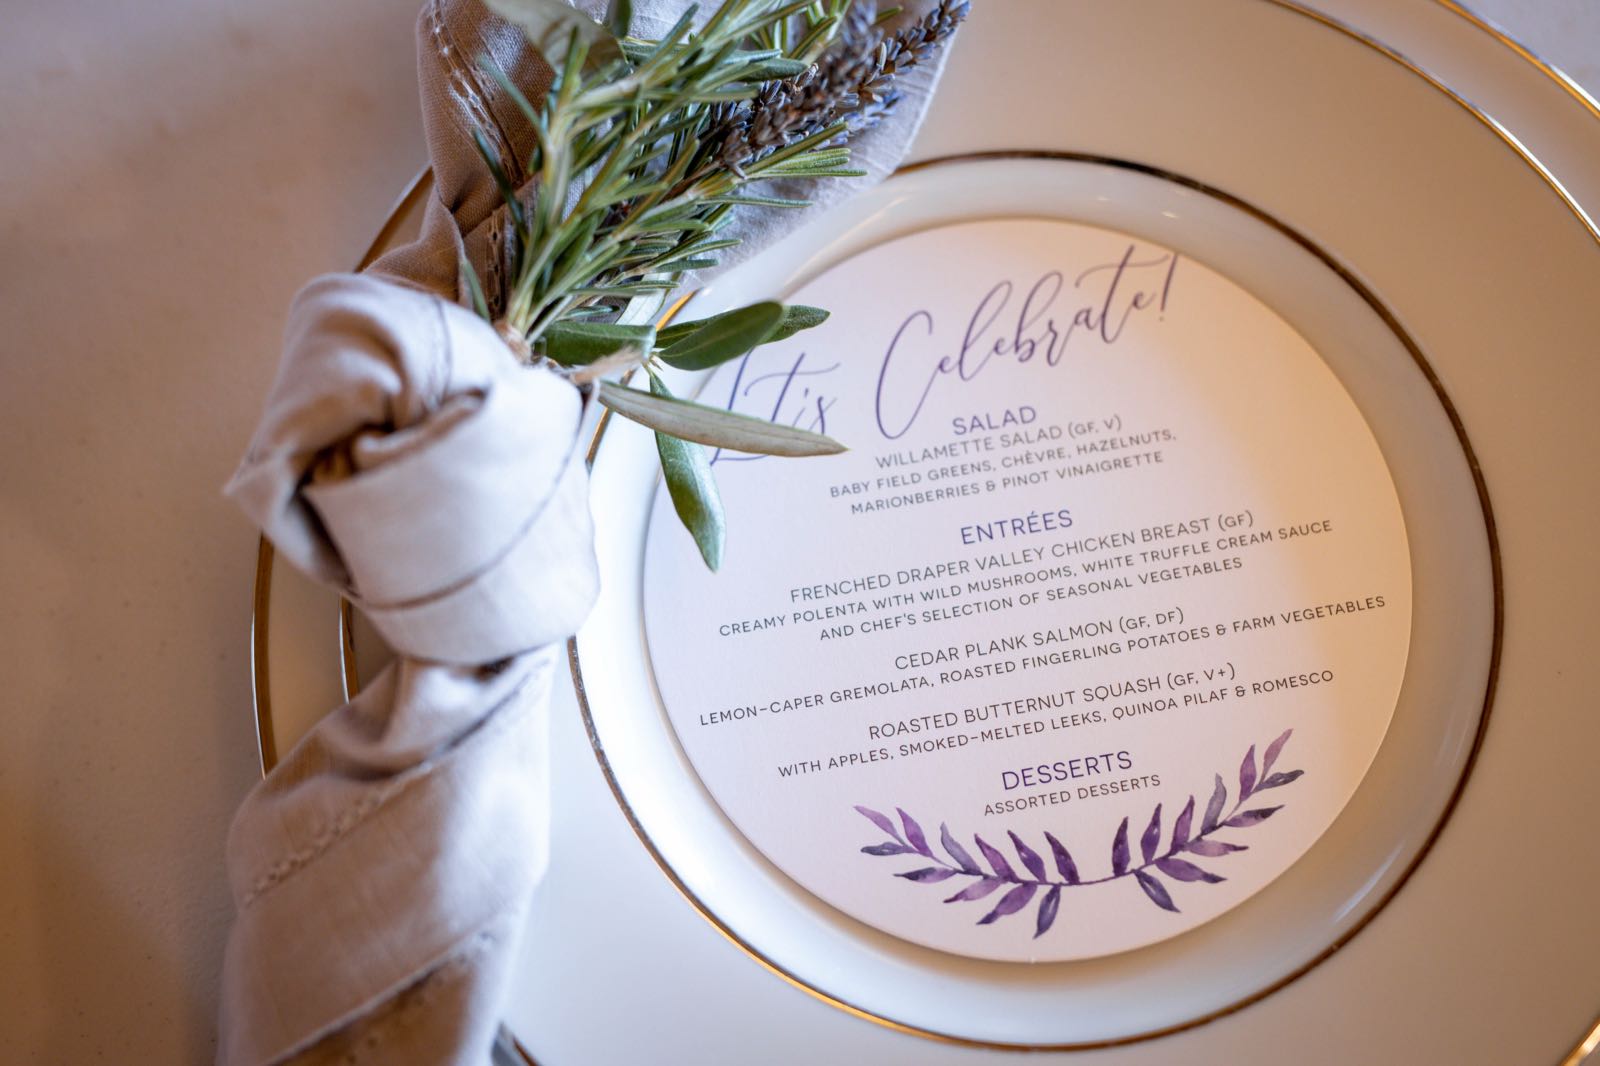 Let's Celebrate!
SALAD
WILLAMETTE SALAD (GF, V)
BABY FIELD GREENS, CHÈVRE, HAZELNUTS,
MARIONBERRIES & PINOT VINAIGRETTE
ENTRÉES
FRENCHED DRAPER VALLEY CHICKEN BREAST (GF)
CREAMY POLENTA WITH WILD MUSHROOMS, WHITE TRUFFLE CREAM SAUCE
AND CHEF'S SELECTION OF SEASONAL VEGETABLES
CEDAR PLANK SALMON (GF, DF)
LEMON-CAPER GREMOLATA, ROASTED FINGERLING POTATOES & FARM VEGETABLES
ROASTED BUTTERNUT SQUASH (GF, V+)
WITH APPLES, SMOKED-MELTED LEEKS, QUINOA PILAF & ROMESCO
DESSERTS
ASSORTED DESSERTS